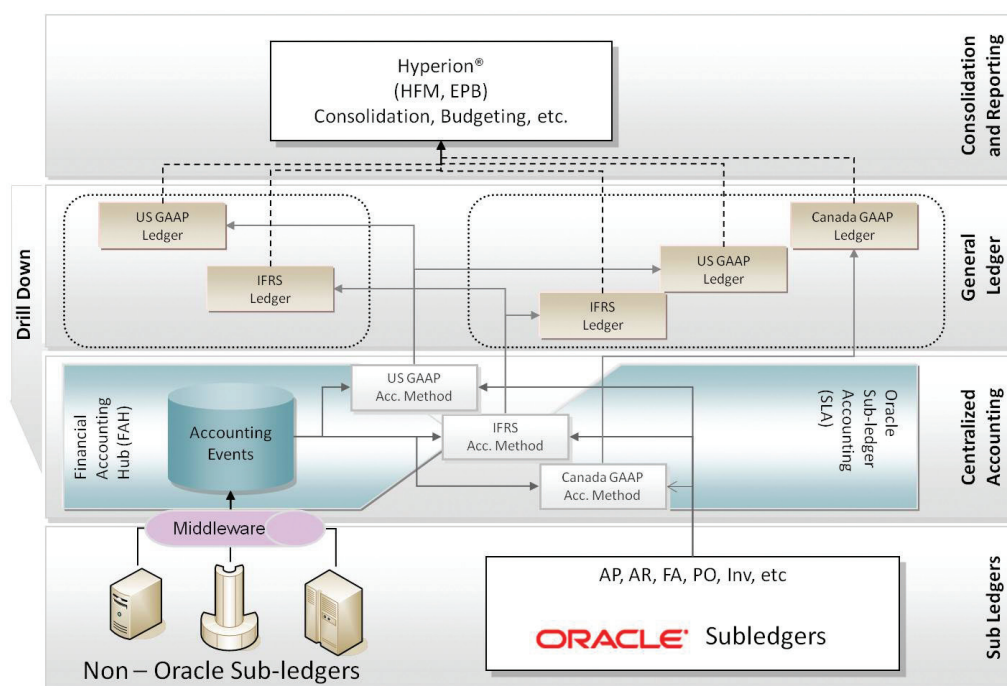 Hyperion®
(HFM, EPB)
Consolidation, Budgeting, etc.
Consolidation
and Reporting
US GAAP
Ledger
IFRS
Ledger
Canada GAAP
Ledger
US GAAP
Ledger
IFRS
Ledger
General
Ledger
Drill Down
US GAAP
Acc. Method
IFRS
Acc. Method
Canada GAAP
Acc. Method
Financial
Accounting
Hub (FAH)
Accounting
Events
Oracle
Sub-ledger
Accounting
(SLA)
Centralized
Accounting
Middleware
Non – Oracle Sub-ledgers
AP, AR, FA, PO, Inv, etc
ORACLE® Subledgers
Sub Ledgers